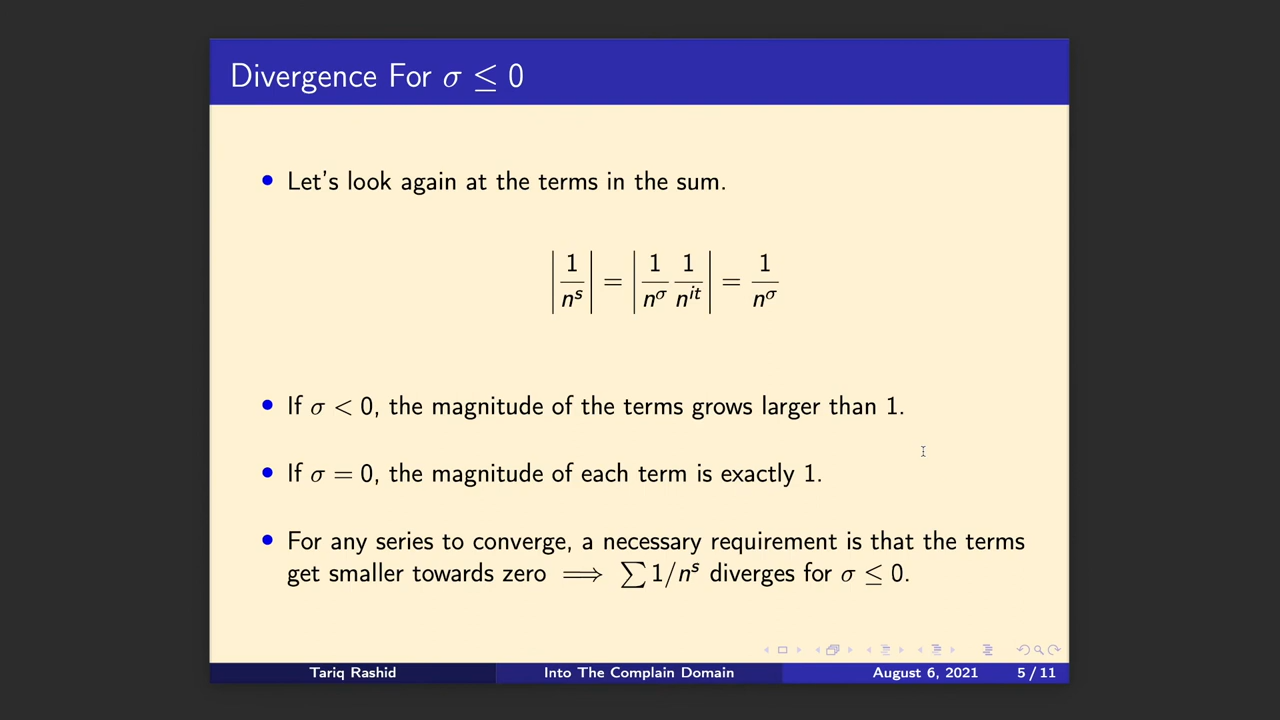 Divergence For σ ≤ 0
• Let's look again at the terms in the sum.
|1/n^s| = |1/n^σ 1/n^{it}| = 1/n^σ
• If σ < 0, the magnitude of the terms grows larger than 1.
• If σ = 0, the magnitude of each term is exactly 1.
• For any series to converge, a necessary requirement is that the terms
get smaller towards zero ⟹ ∑1/n^s diverges for σ ≤ 0.
Tariq Rashid Into The Complain Domain August 6, 2021 5 / 11